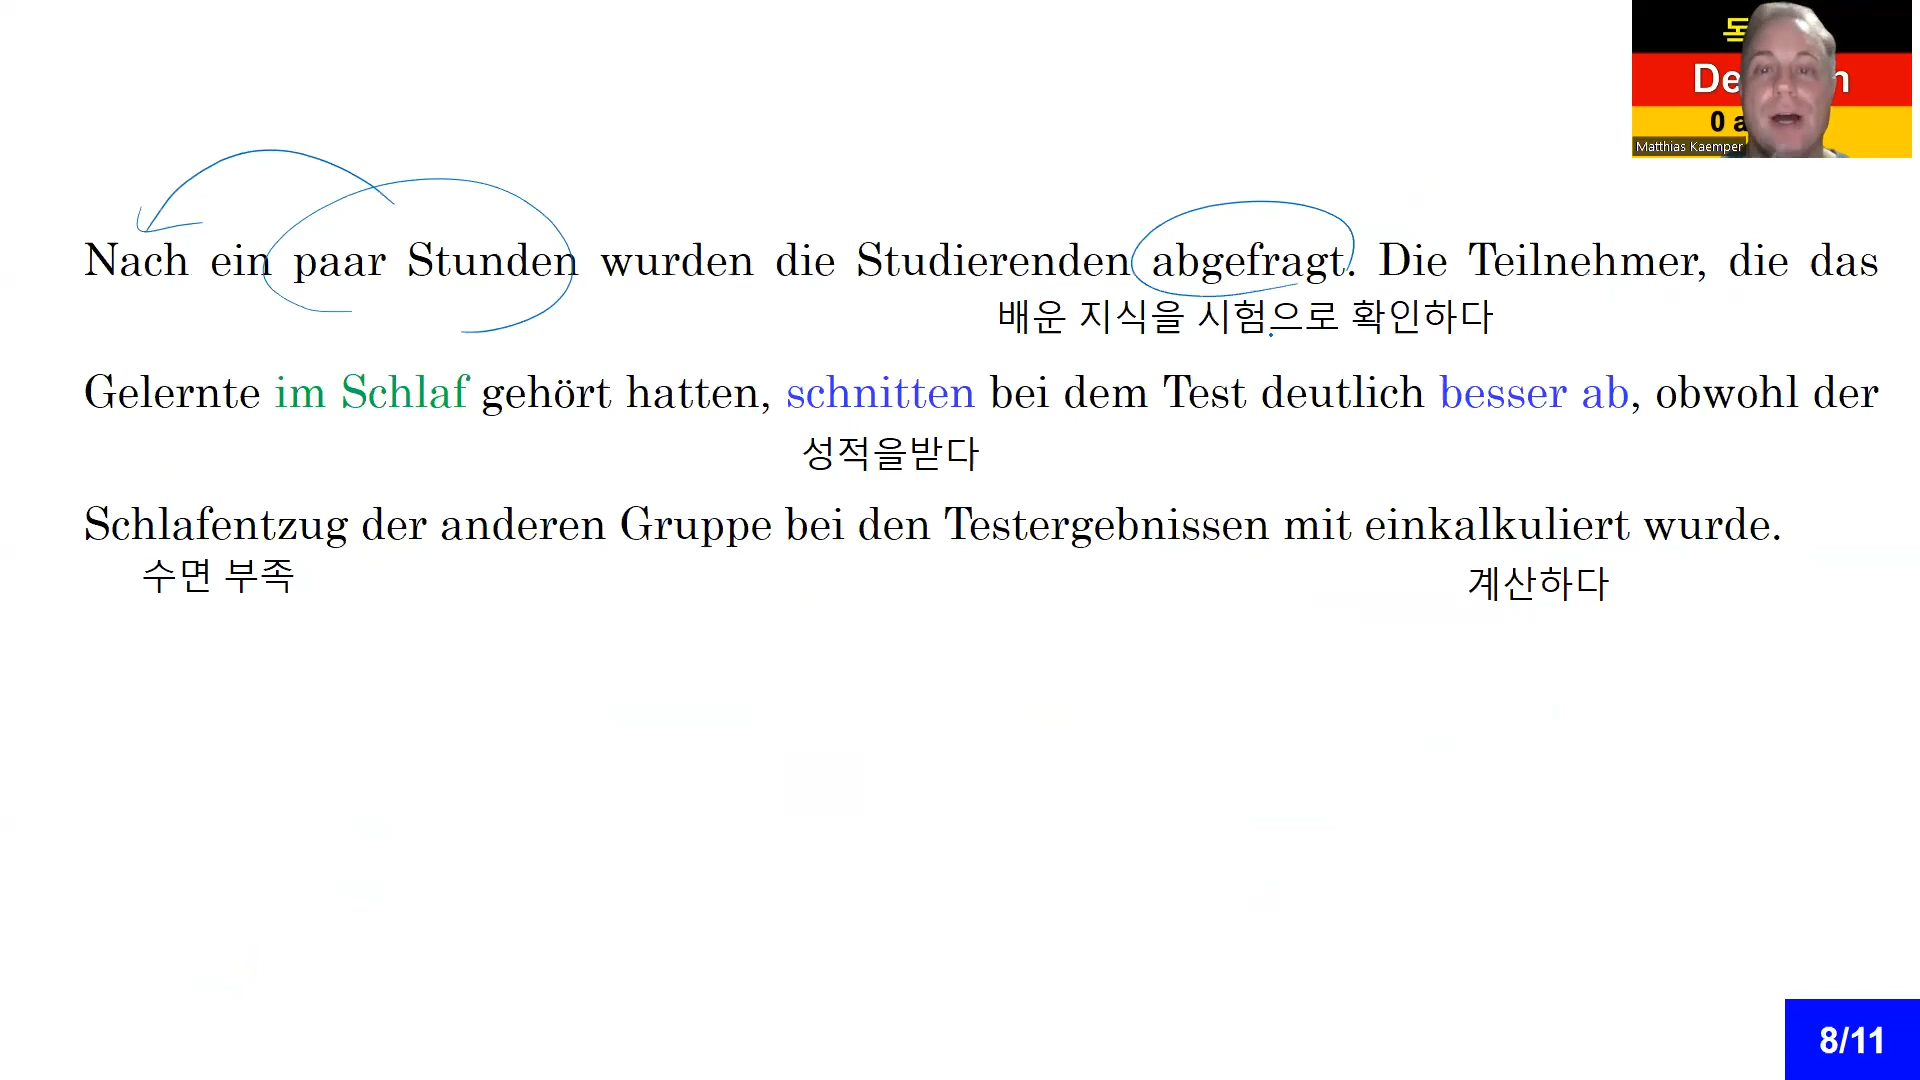 독
De n
0 a
Matthias Kaemper
Nach ein paar Stunden wurden die Studierenden abgefragt. Die Teilnehmer, die das
배운 지식을 시험으로 확인하다
Gelernte im Schlaf gehört hatten, schnitten bei dem Test deutlich besser ab, obwohl der
성적을받다
Schlafentzug der anderen Gruppe bei den Testergebnissen mit einkalkuliert wurde.
수면 부족
계산하다
8/11